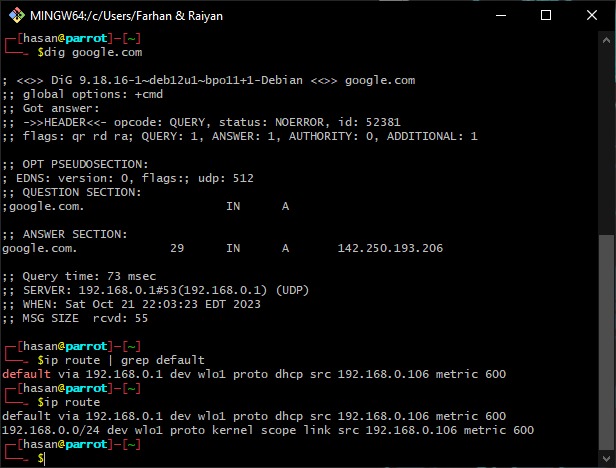 MINGW64:/c/Users/Farhan & Raiyan
┌─[hasan@parrot]─[~]
└──╼ $dig google.com

; <<>> DiG 9.18.16-1~deb12u1~bpo11+1-Debian <<>> google.com
;; global options: +cmd
;; Got answer:
;; ->>HEADER<<- opcode: QUERY, status: NOERROR, id: 52381
;; flags: qr rd ra; QUERY: 1, ANSWER: 1, AUTHORITY: 0, ADDITIONAL: 1

;; OPT PSEUDOSECTION:
; EDNS: version: 0, flags:; udp: 512
;; QUESTION SECTION:
;google.com.                    IN      A

;; ANSWER SECTION:
google.com.             29      IN      A       142.250.193.206

;; Query time: 73 msec
;; SERVER: 192.168.0.1#53(192.168.0.1) (UDP)
;; WHEN: Sat Oct 21 22:03:23 EDT 2023
;; MSG SIZE  rcvd: 55

┌─[hasan@parrot]─[~]
└──╼ $ip route | grep default
default via 192.168.0.1 dev wlo1 proto dhcp src 192.168.0.106 metric 600
┌─[hasan@parrot]─[~]
└──╼ $ip route
default via 192.168.0.1 dev wlo1 proto dhcp src 192.168.0.106 metric 600
192.168.0.0/24 dev wlo1 proto kernel scope link src 192.168.0.106 metric 600
┌─[hasan@parrot]─[~]
└──╼ $